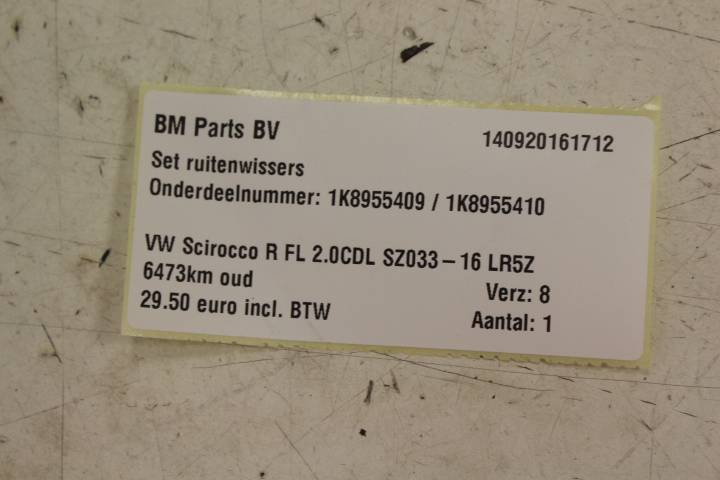 BM Parts BV 140920161712
Set ruitenwissers
Onderdeelnummer: 1K8955409 / 1K8955410
VW Scirocco R FL 2.0CDL SZ033-16 LR5Z
6473km oud Verz: 8
29.50 euro incl. BTW Aantal: 1